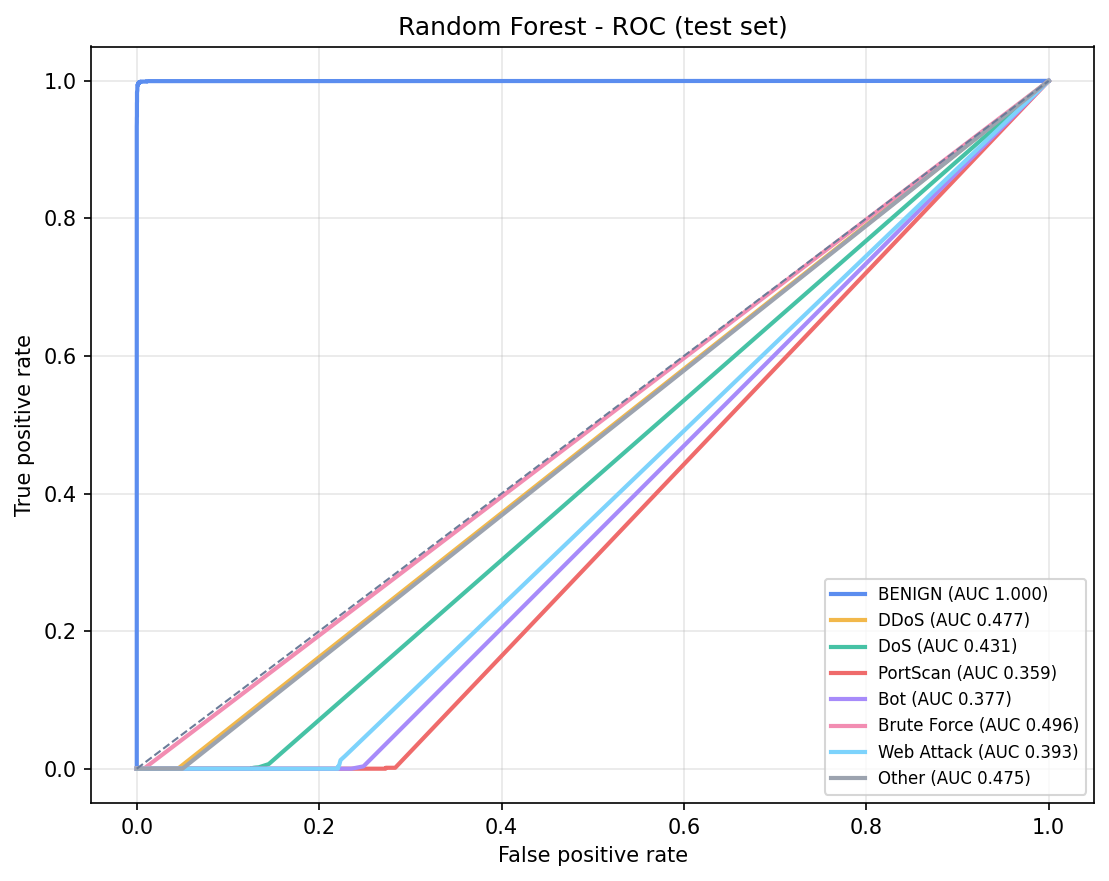 Random Forest - ROC (test set)
True positive rate
1.0
0.8
0.6
0.4
0.2
0.0
BENIGN (AUC 1.000)
DDoS (AUC 0.477)
DoS (AUC 0.431)
PortScan (AUC 0.359)
Bot (AUC 0.377)
Brute Force (AUC 0.496)
Web Attack (AUC 0.393)
Other (AUC 0.475)
0.0 0.2 0.4 0.6 0.8 1.0
False positive rate